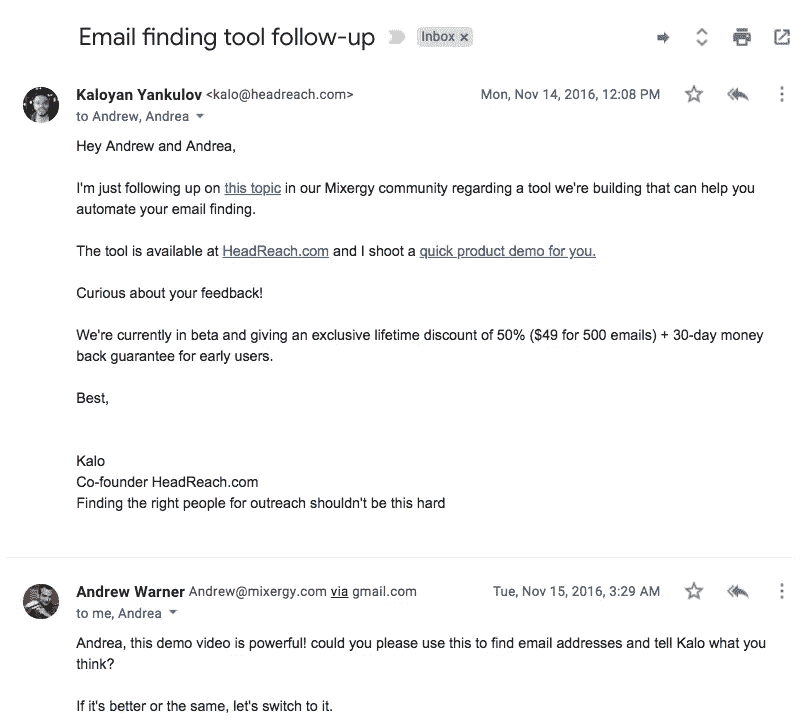 Email finding tool follow-up
Inbox x
Kaloyan Yankulov <kalo@headreach.com>
Mon, Nov 14, 2016, 12:08 PM
to Andrew, Andrea
Hey Andrew and Andrea,
I'm just following up on this topic in our Mixergy community regarding a tool we're building that can help you
automate your email finding.
The tool is available at HeadReach.com and I shoot a quick product demo for you.
Curious about your feedback!
We're currently in beta and giving an exclusive lifetime discount of 50% ($49 for 500 emails) + 30-day money
back guarantee for early users.
Best,
Kalo
Co-founder HeadReach.com
Finding the right people for outreach shouldn't be this hard
Andrew Warner Andrew@mixergy.com via gmail.com
Tue, Nov 15, 2016, 3:29 AM
to me, Andrea
Andrea, this demo video is powerful! could you please use this to find email addresses and tell Kalo what you
think?
If it's better or the same, let's switch to it.